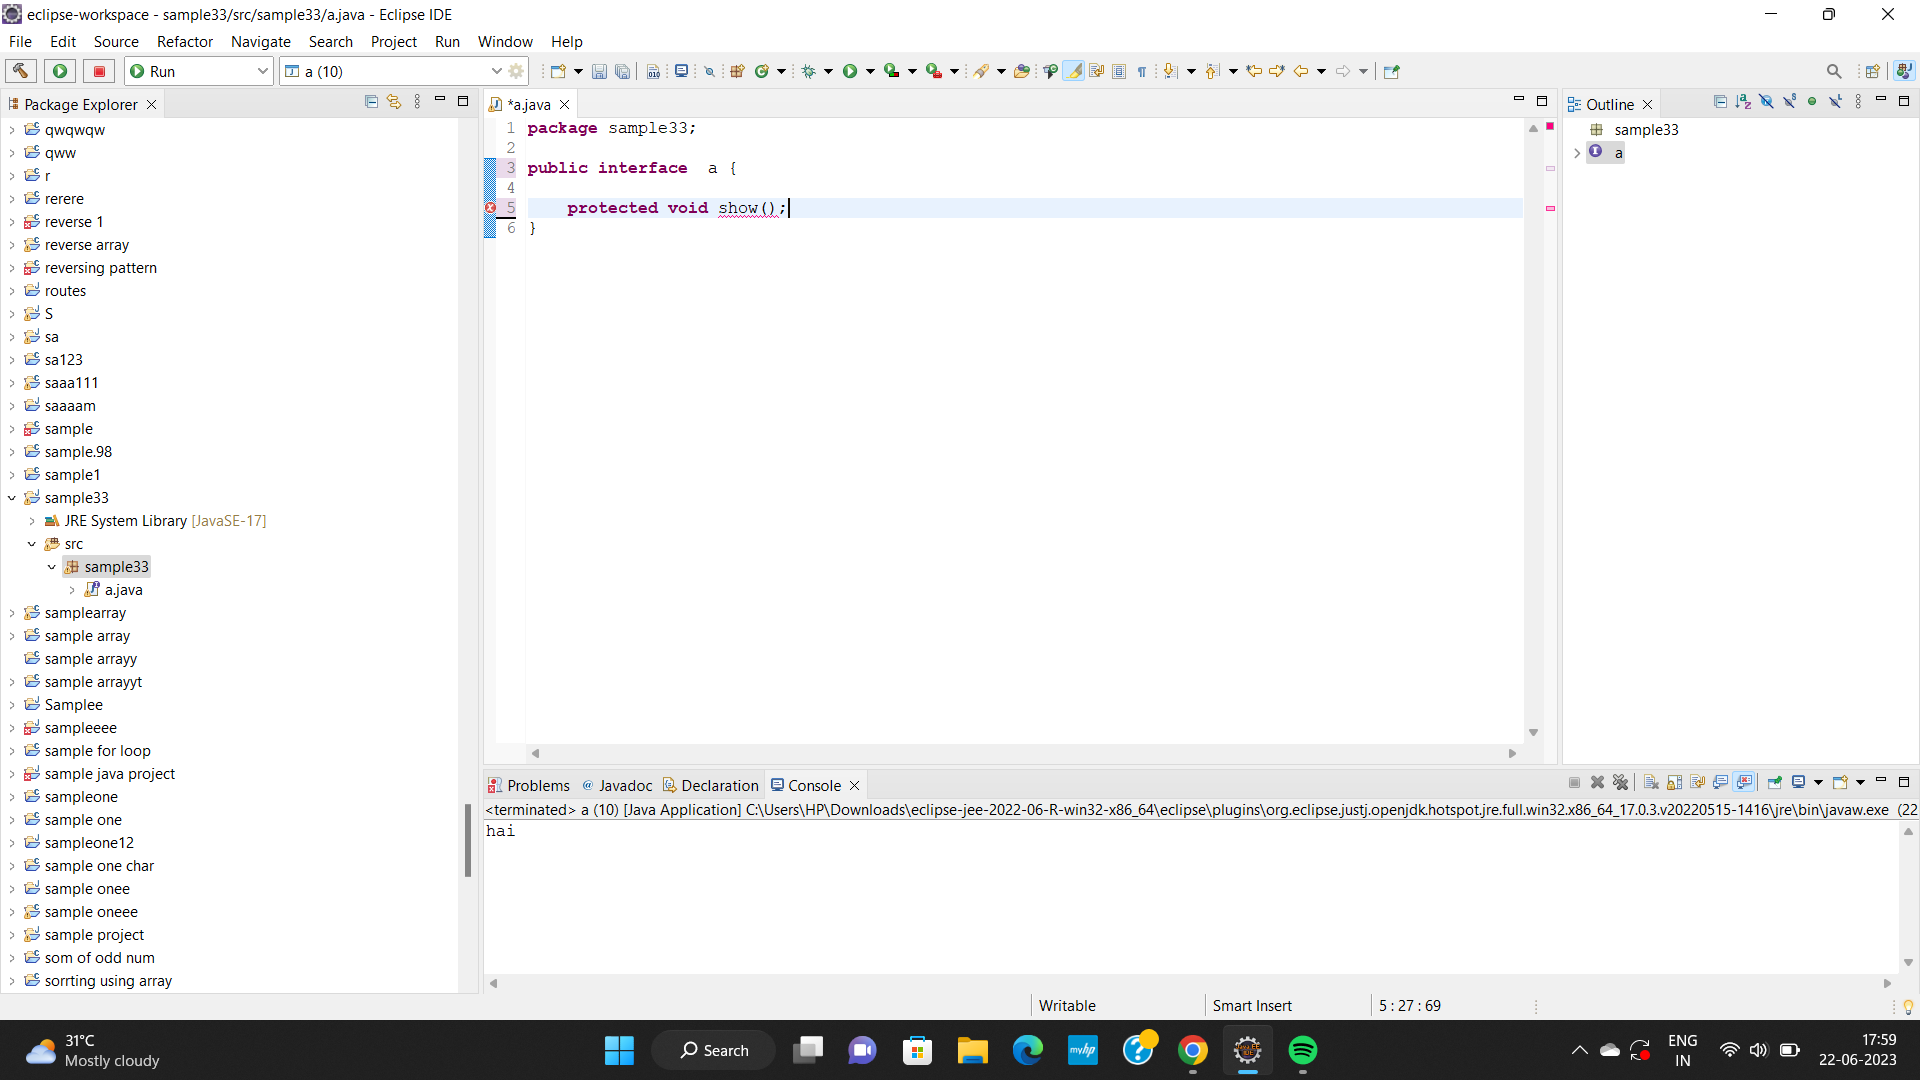 eclipse-workspace - sample33/src/sample33/a.java - Eclipse IDE
File Edit Source Refactor Navigate Search Project Run Window Help
Run a (10)
Package Explorer
*a.java
Outline
qwqwqw
qww
r
rerere
reverse 1
reverse array
reversing pattern
routes
S
sa
sa123
saaa111
saaaam
sample
sample.98
sample1
sample33
JRE System Library [JavaSE-17]
src
sample33
a.java
samplearray
sample array
sample arrayy
sample arrayyt
Samplee
sampleeee
sample for loop
sample java project
sampleone
sample one
sampleone12
sample one char
sample onee
sample oneee
sample project
som of odd num
sorrting using array
1 package sample33;
2
3 public interface  a {
4
5     protected void show();
6 }
sample33
a
Problems Javadoc Declaration Console
<terminated> a (10) [Java Application] C:\Users\HP\Downloads\eclipse-jee-2022-06-R-win32-x86_64\eclipse\plugins\org.eclipse.justj.openjdk.hotspot.jre.full.win32.x86_64_17.0.3.v20220515-1416\jre\bin\javaw.exe (22
hai
Writable Smart Insert 5 : 27 : 69
31°C
Mostly cloudy
Search
myhp
ENG
IN
17:59
22-06-2023